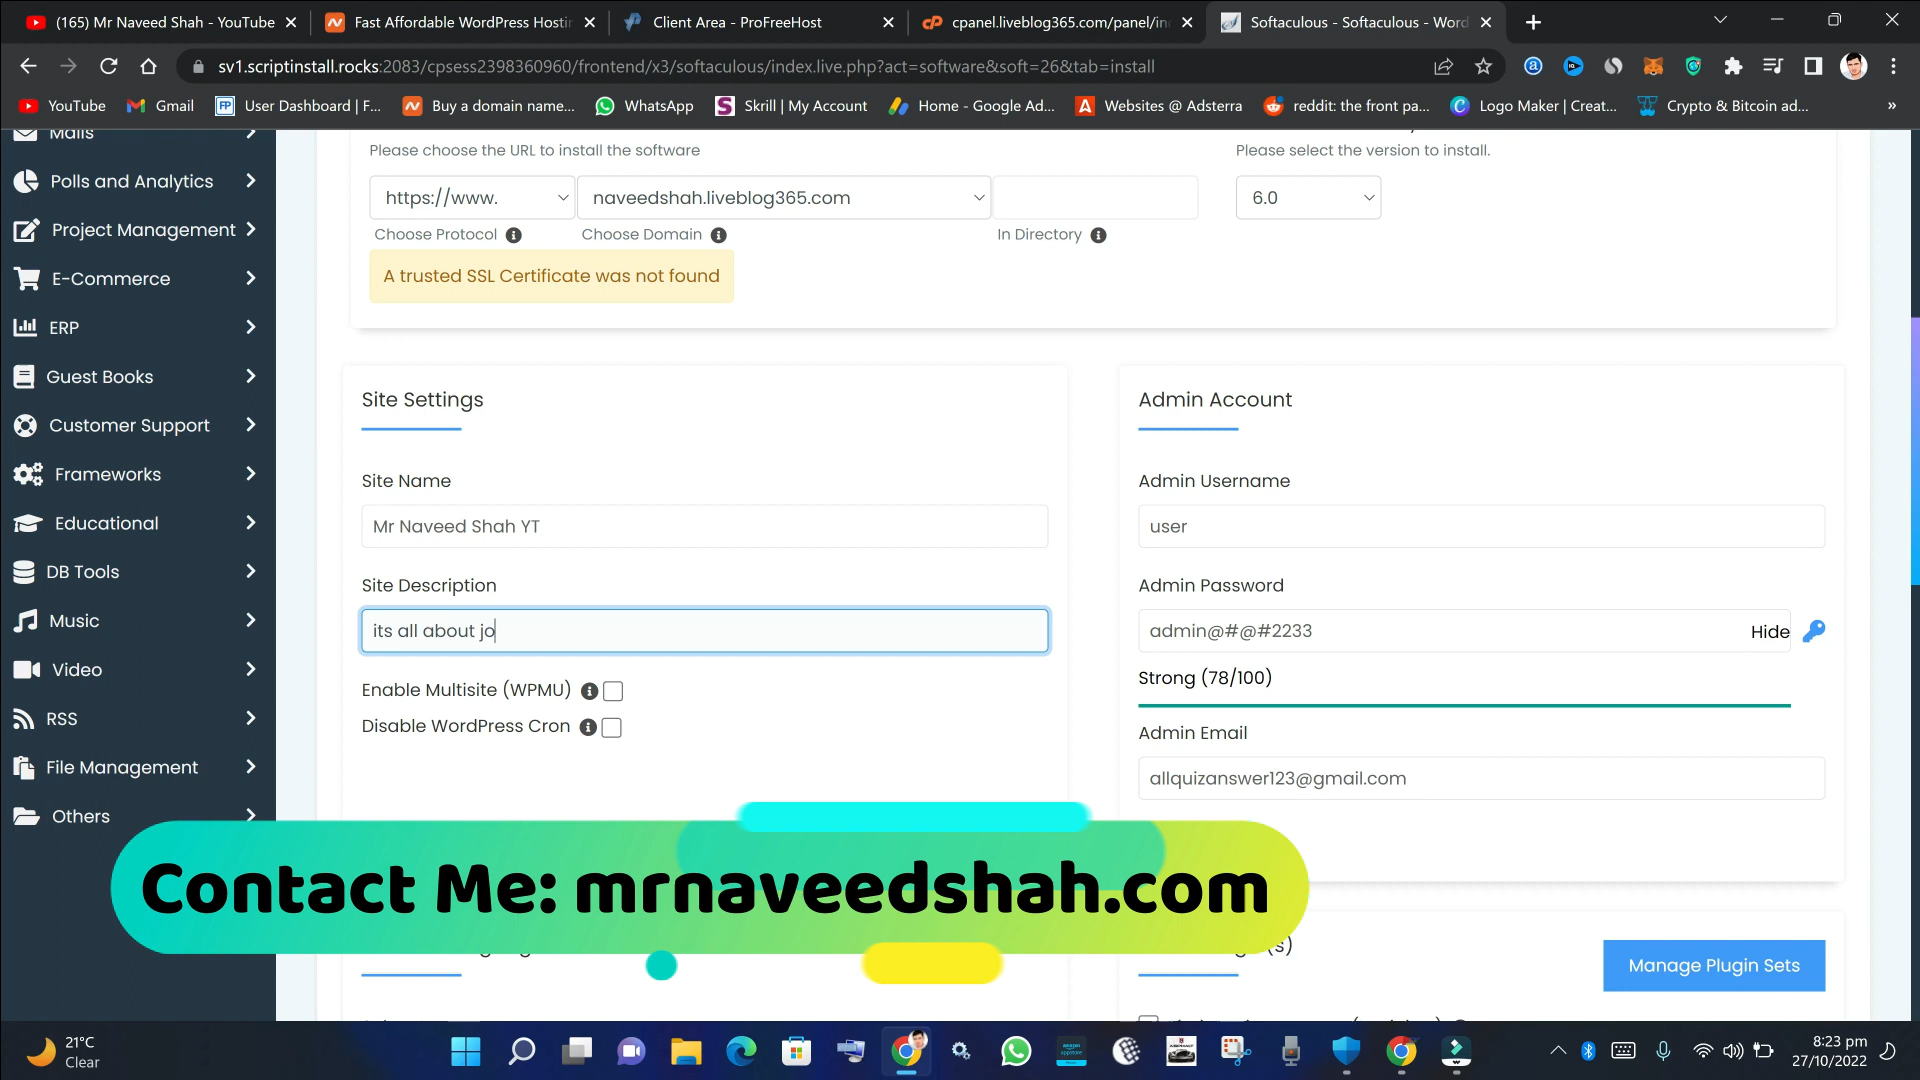 (165) Mr Naveed Shah - YouTube
Fast Affordable WordPress Hostin
Client Area - ProFreeHost
cpanel.liveblog365.com/panel/in
Softaculous - Softaculous - Word
sv1.scriptinstall.rocks:2083/cpsess2398360960/frontend/x3/softaculous/index.live.php?act=software&soft=26&tab=install
YouTube
Gmail
User Dashboard | F...
Buy a domain name...
WhatsApp
Skrill | My Account
Home - Google Ad...
Websites @ Adsterra
reddit: the front pa...
Logo Maker | Creat...
Crypto & Bitcoin ad...
»
Mails
Polls and Analytics
Project Management
E-Commerce
ERP
Guest Books
Customer Support
Frameworks
Educational
DB Tools
Music
Video
RSS
File Management
Others
Please choose the URL to install the software
https://www.
naveedshah.liveblog365.com
Choose Protocol
Choose Domain
In Directory
A trusted SSL Certificate was not found
Please select the version to install.
6.0
Site Settings
Site Name
Mr Naveed Shah YT
Site Description
its all about jo
Enable Multisite (WPMU)
Disable WordPress Cron
Admin Account
Admin Username
user
Admin Password
admin@#@#2233
Hide
Strong (78/100)
Admin Email
allquizanswer123@gmail.com
Contact Me: mrnaveedshah.com
Manage Plugin Sets
21°C
Clear
8:23 pm
27/10/2022